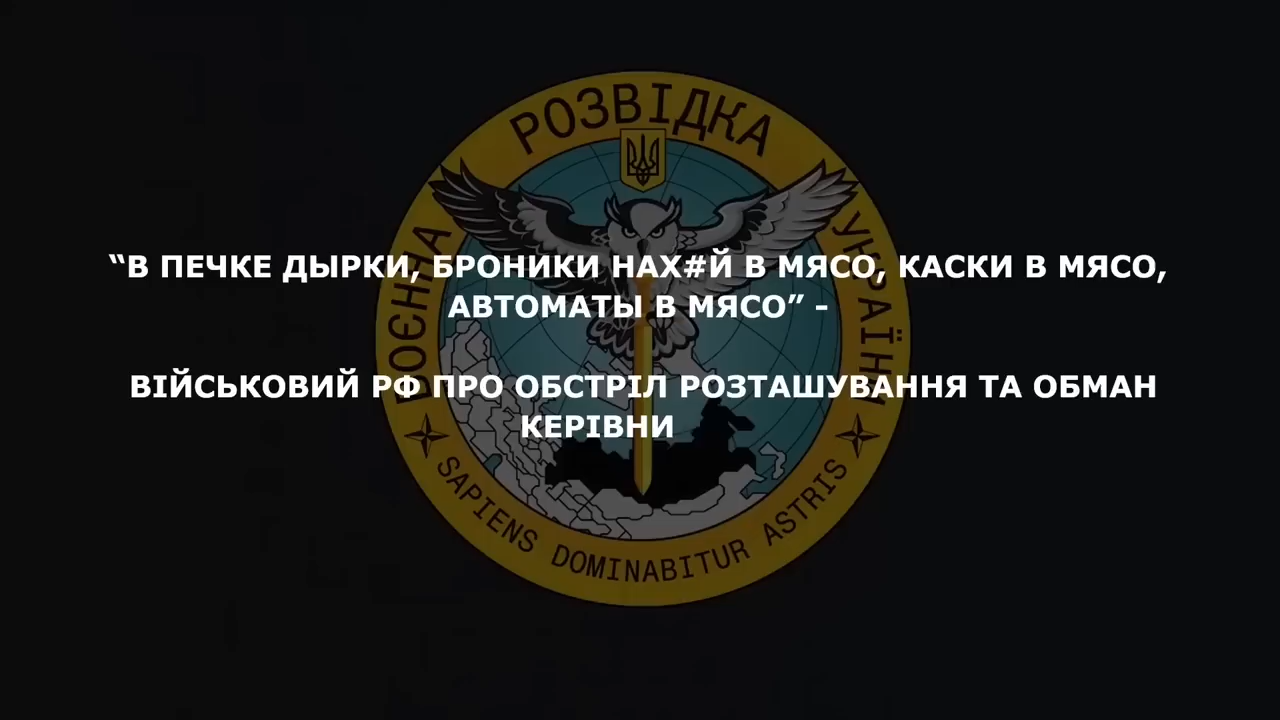 ВОЄННА РОЗВІДКА УКРАЇНИ
“В ПЕЧКЕ ДЫРКИ, БРОНИКИ НАХ#Й В МЯСО, КАСКИ В МЯСО,
АВТОМАТЫ В МЯСО” -
ВІЙСЬКОВИЙ РФ ПРО ОБСТРІЛ РОЗТАШУВАННЯ ТА ОБМАН
КЕРІВНИ
SAPIENS DOMINABITUR ASTRIS